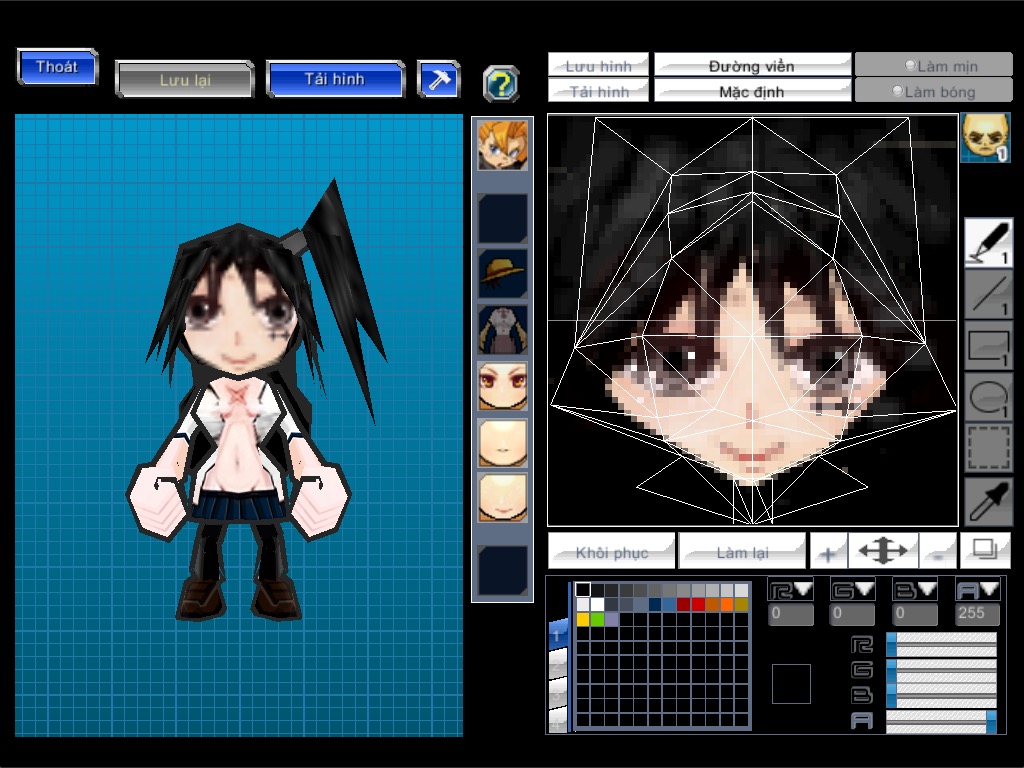 Thoát
Lưu lại
Tải hình
?
Lưu hình
Đường viền
Làm mịn
Tải hình
Mặc định
Làm bóng
1
1
1
1
1
Khôi phục
Làm lại
+
-
R
G
B
A
0
0
0
255
1
R
G
B
A